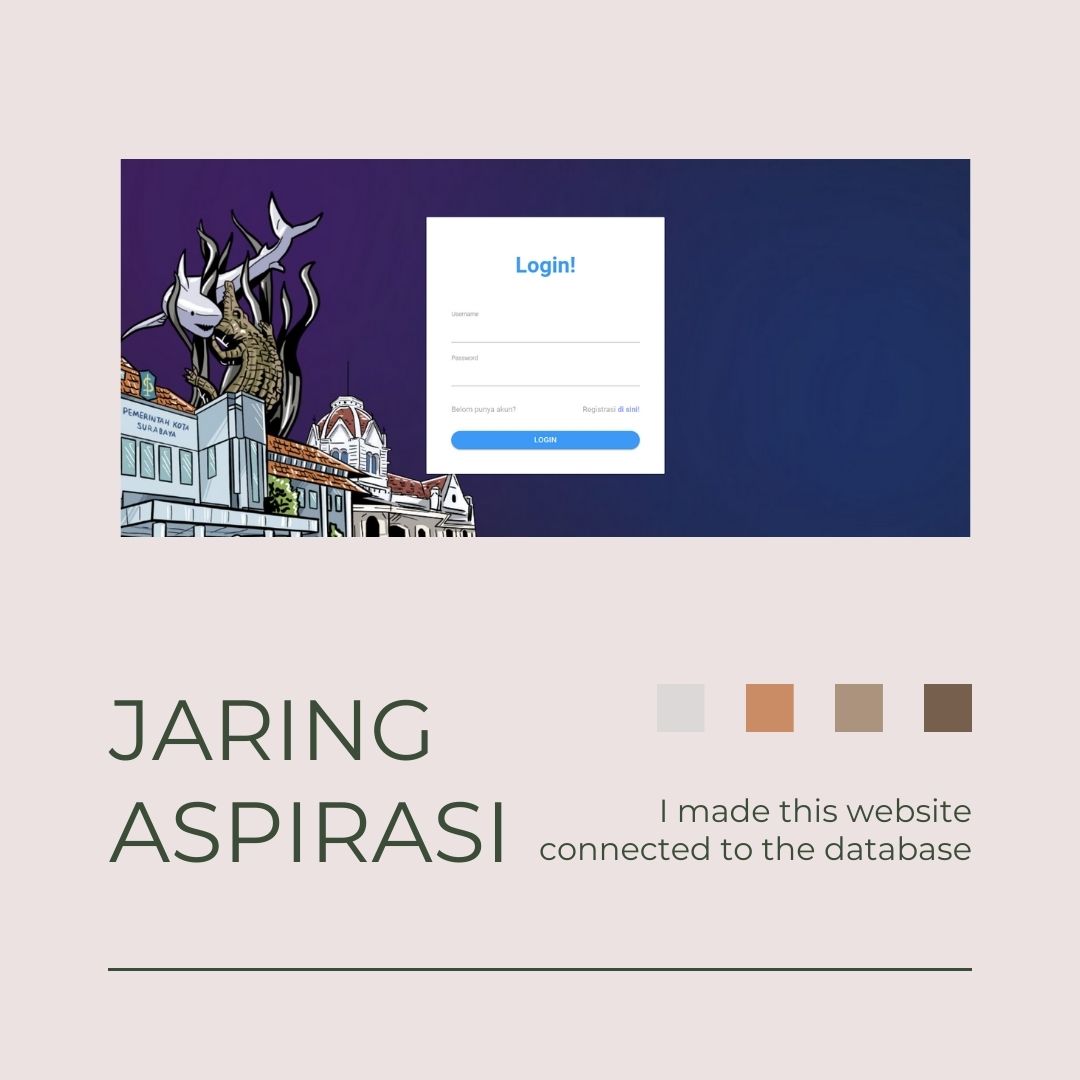 PEMERINTAH KOTA
SURABAYA
Login!
Username
Password
Belom punya akun? Registrasi di sini!
LOGIN
JARING
ASPIRASI
I made this website
connected to the database